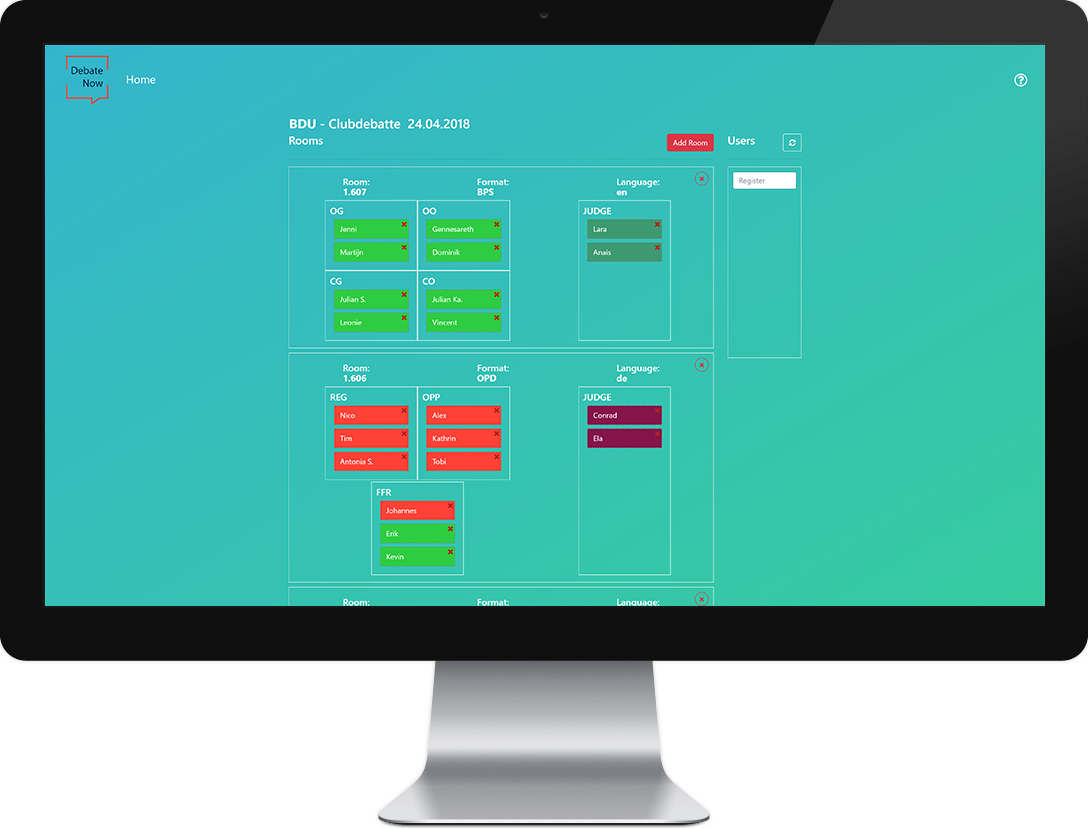 Debate
Now
Home
BDU - Clubdebatte 24.04.2018
Rooms
Add Room
Users
Register
Room:
1.607
Format:
BPS
Language:
en
OG
Jenni
Martijn
OO
Gennesareth
Dominik
CG
Julian S.
Leonie
CO
Julian Ka.
Vincent
JUDGE
Lara
Anais
Room:
1.606
Format:
OPD
Language:
de
REG
Nico
Tim
Antonia S.
OPP
Alex
Kathrin
Tobi
FFR
Johannes
Erik
Kevin
JUDGE
Conrad
Ela
Room:
Format:
Language: